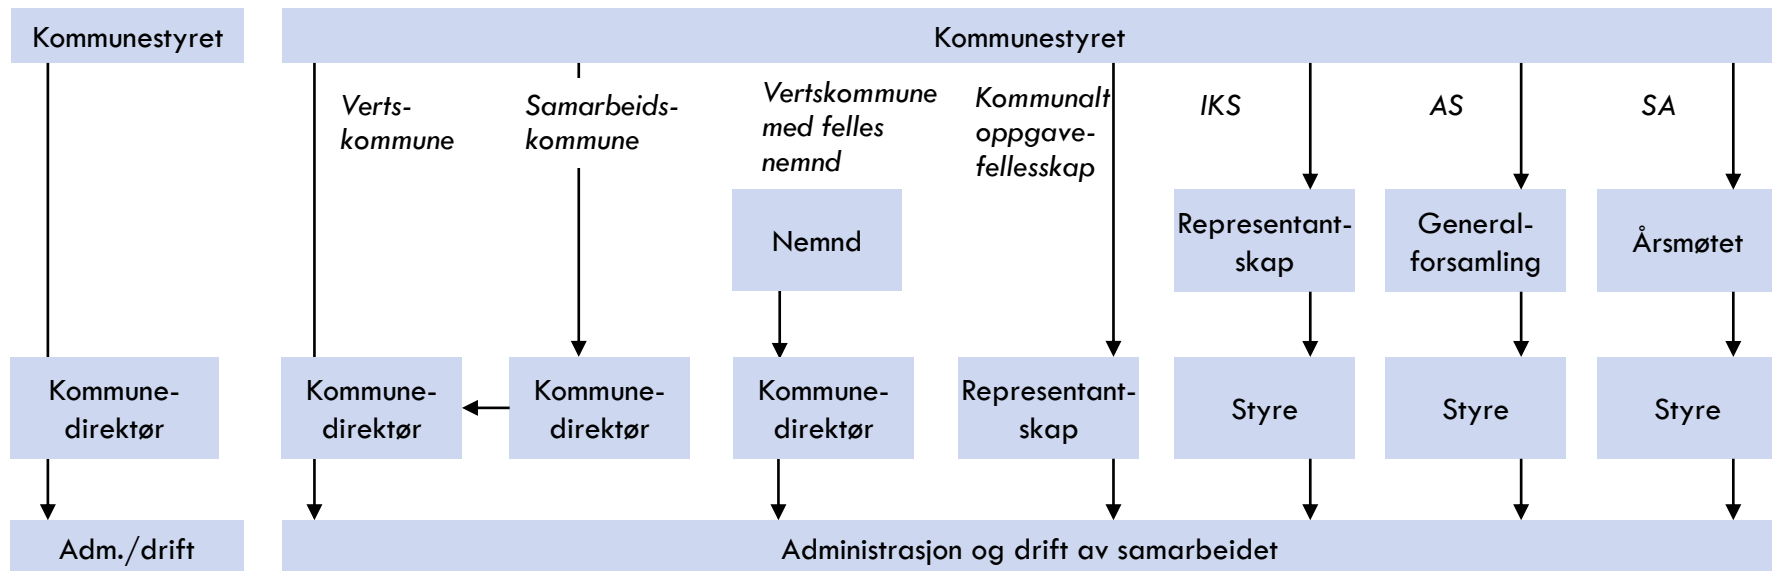 Kommunestyret
Kommunestyret
Verts-
kommune
Samarbeids-
kommune
Vertskommune
med felles
nemnd
Kommunalt
oppgave-
fellesskap
IKS
AS
SA
Nemnd
Representant-
skap
General-
forsamling
Årsmøtet
Kommune-
direktør
Kommune-
direktør
Kommune-
direktør
Kommune-
direktør
Representant-
skap
Styre
Styre
Styre
Adm./drift
Administrasjon og drift av samarbeidet